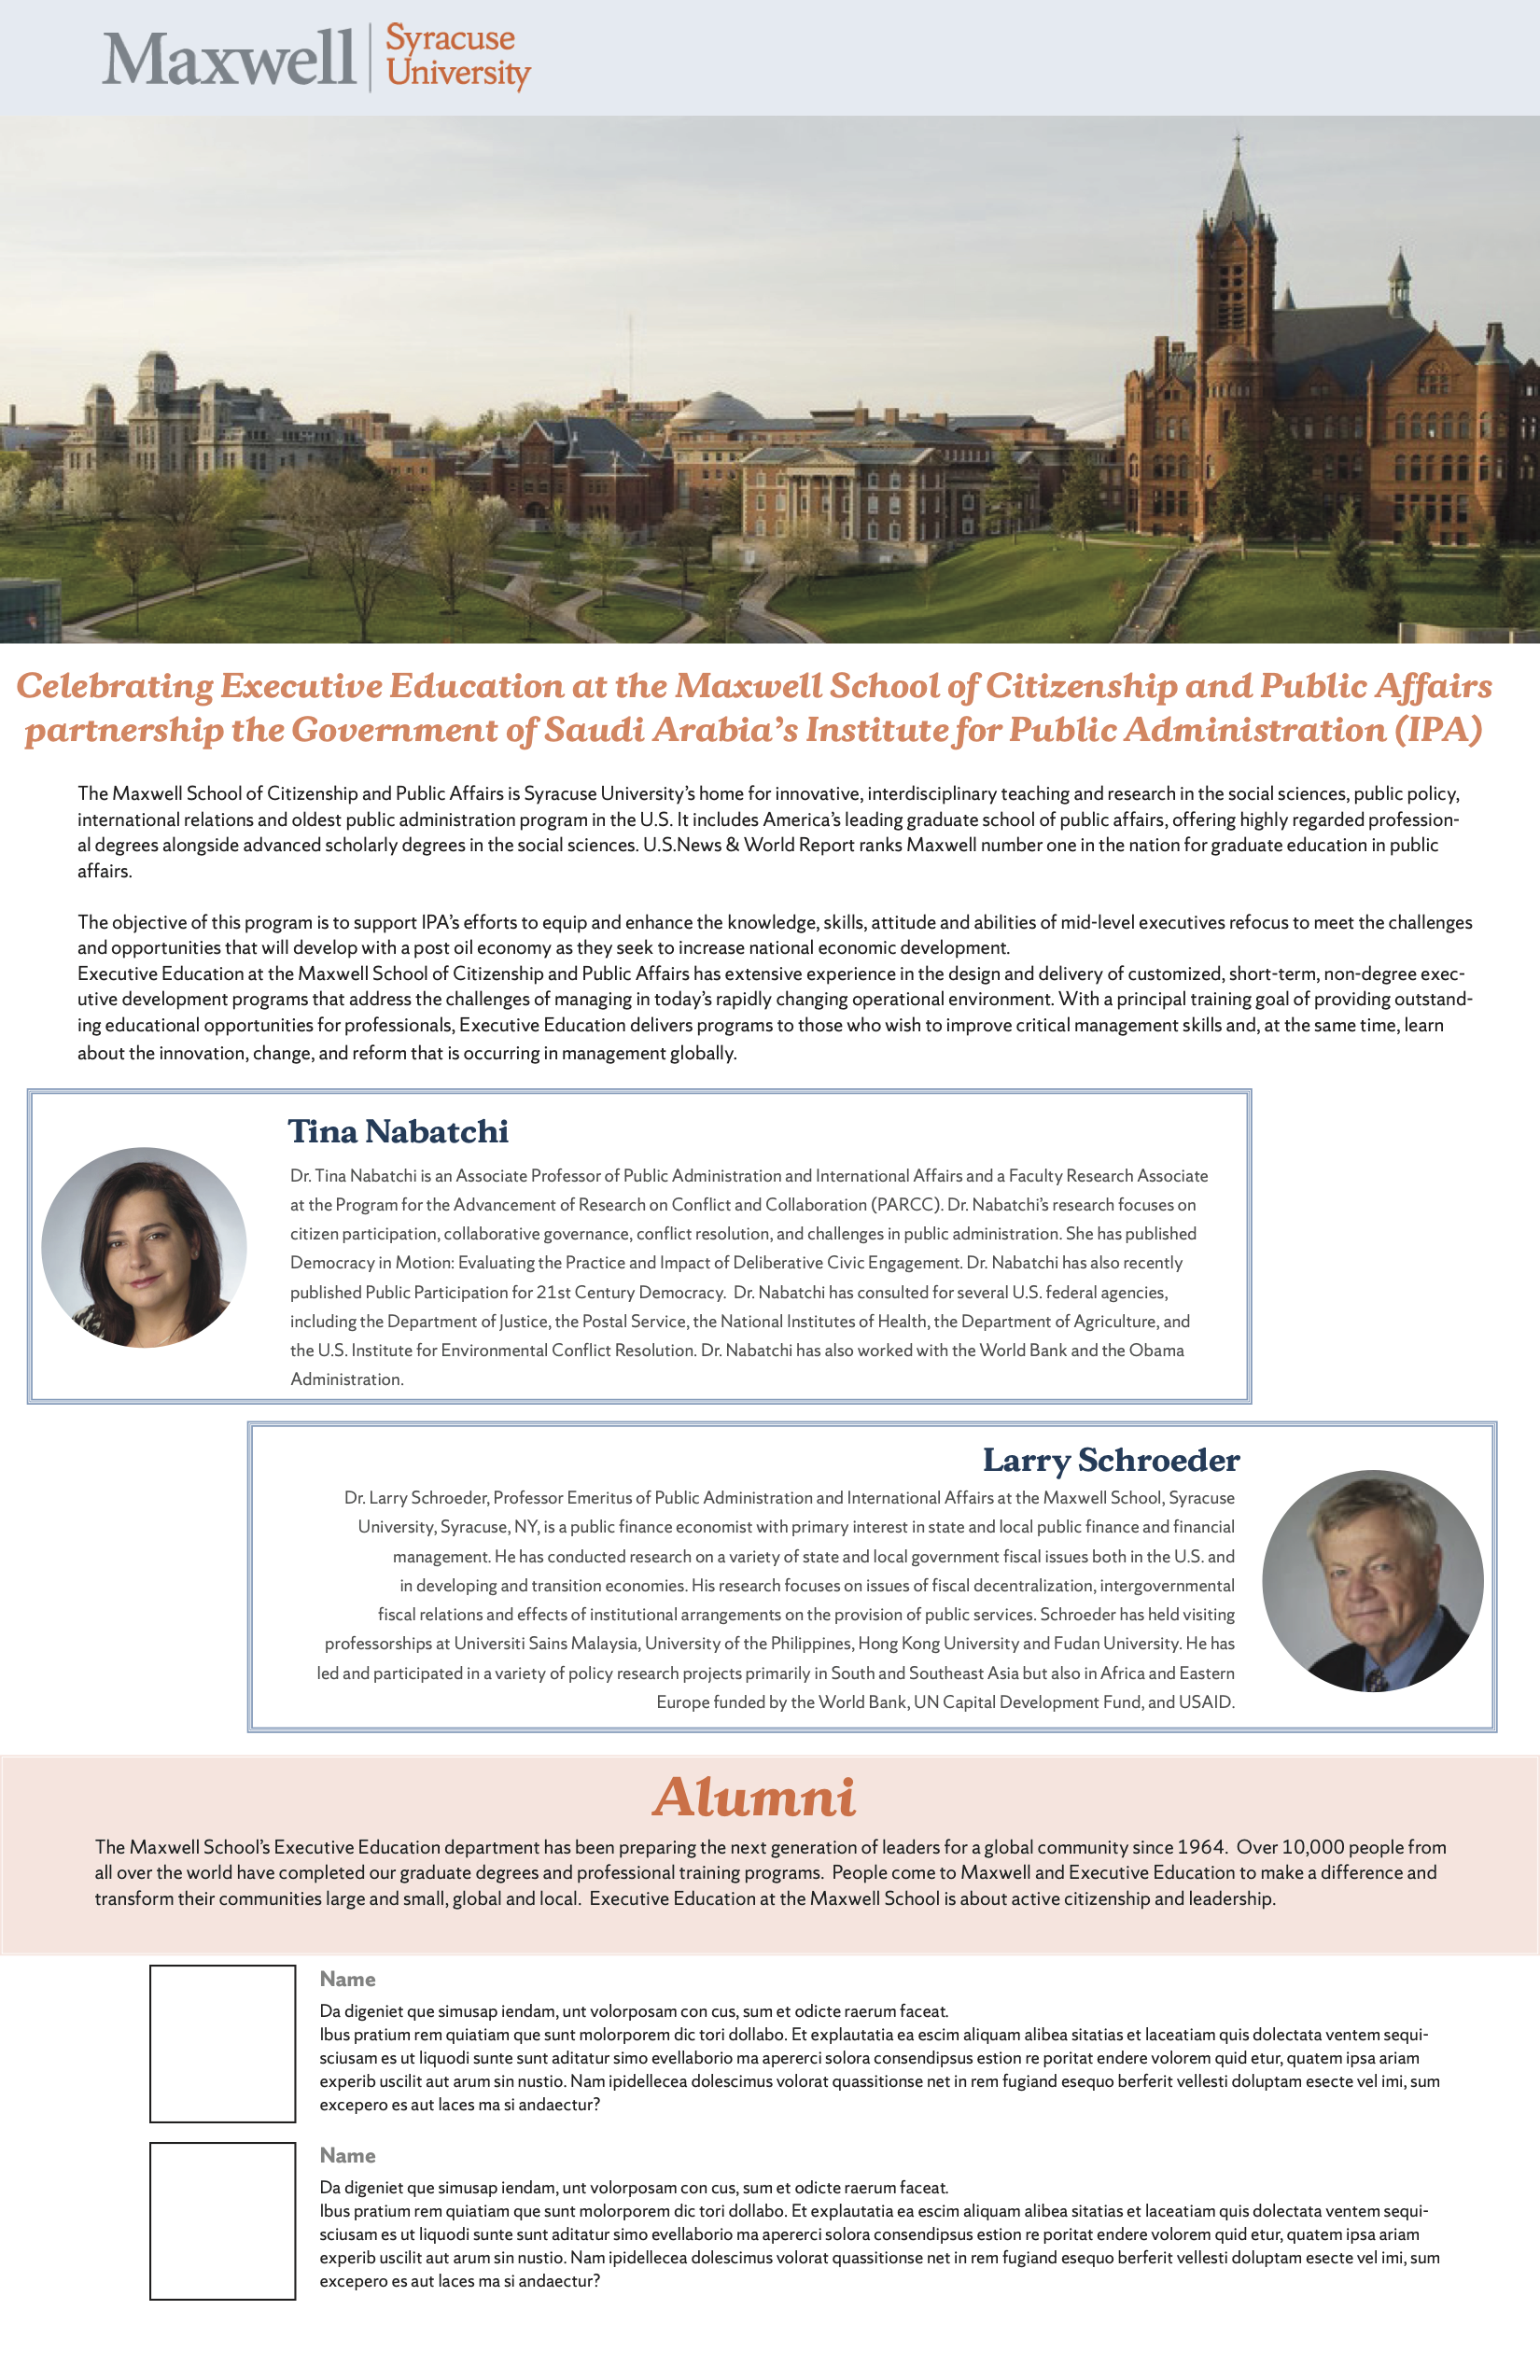 Maxwell
Syracuse
University
Celebrating Executive Education at the Maxwell School of Citizenship and Public Affairs
partnership the Government of Saudi Arabia’s Institute for Public Administration (IPA)
The Maxwell School of Citizenship and Public Affairs is Syracuse University’s home for innovative, interdisciplinary teaching and research in the social sciences, public policy,
international relations and oldest public administration program in the U.S. It includes America’s leading graduate school of public affairs, offering highly regarded profession-
al degrees alongside advanced scholarly degrees in the social sciences. U.S.News & World Report ranks Maxwell number one in the nation for graduate education in public
affairs.
The objective of this program is to support IPA’s efforts to equip and enhance the knowledge, skills, attitude and abilities of mid-level executives refocus to meet the challenges
and opportunities that will develop with a post oil economy as they seek to increase national economic development.
Executive Education at the Maxwell School of Citizenship and Public Affairs has extensive experience in the design and delivery of customized, short-term, non-degree exec-
utive development programs that address the challenges of managing in today’s rapidly changing operational environment. With a principal training goal of providing outstand-
ing educational opportunities for professionals, Executive Education delivers programs to those who wish to improve critical management skills and, at the same time, learn
about the innovation, change, and reform that is occurring in management globally.
Tina Nabatchi
Dr. Tina Nabatchi is an Associate Professor of Public Administration and International Affairs and a Faculty Research Associate
at the Program for the Advancement of Research on Conflict and Collaboration (PARCC). Dr. Nabatchi’s research focuses on
citizen participation, collaborative governance, conflict resolution, and challenges in public administration. She has published
Democracy in Motion: Evaluating the Practice and Impact of Deliberative Civic Engagement. Dr. Nabatchi has also recently
published Public Participation for 21st Century Democracy.  Dr. Nabatchi has consulted for several U.S. federal agencies,
including the Department of Justice, the Postal Service, the National Institutes of Health, the Department of Agriculture, and
the U.S. Institute for Environmental Conflict Resolution. Dr. Nabatchi has also worked with the World Bank and the Obama
Administration.
Larry Schroeder
Dr. Larry Schroeder, Professor Emeritus of Public Administration and International Affairs at the Maxwell School, Syracuse
University, Syracuse, NY, is a public finance economist with primary interest in state and local public finance and financial
management. He has conducted research on a variety of state and local government fiscal issues both in the U.S. and
in developing and transition economies. His research focuses on issues of fiscal decentralization, intergovernmental
fiscal relations and effects of institutional arrangements on the provision of public services. Schroeder has held visiting
professorships at Universiti Sains Malaysia, University of the Philippines, Hong Kong University and Fudan University. He has
led and participated in a variety of policy research projects primarily in South and Southeast Asia but also in Africa and Eastern
Europe funded by the World Bank, UN Capital Development Fund, and USAID.
Alumni
The Maxwell School’s Executive Education department has been preparing the next generation of leaders for a global community since 1964.  Over 10,000 people from
all over the world have completed our graduate degrees and professional training programs.  People come to Maxwell and Executive Education to make a difference and
transform their communities large and small, global and local.  Executive Education at the Maxwell School is about active citizenship and leadership.
Name
Da digeniet que simusap iendam, unt volorposam con cus, sum et odicte raerum faceat.
Ibus pratium rem quiatiam que sunt molorporem dic tori dollabo. Et explautatia ea escim aliquam alibea sitatias et laceatiam quis dolectata ventem sequi-
sciusam es ut liquodi sunte sunt aditatur simo evellaborio ma apererci solora consendipsus estion re poritat endere volorem quid etur, quatem ipsa ariam
experib uscilit aut arum sin nustio. Nam ipidellecea dolescimus volorat quassitionse net in rem fugiand esequo berferit vellesti doluptam esecte vel imi, sum
excepero es aut laces ma si andaectur?
Name
Da digeniet que simusap iendam, unt volorposam con cus, sum et odicte raerum faceat.
Ibus pratium rem quiatiam que sunt molorporem dic tori dollabo. Et explautatia ea escim aliquam alibea sitatias et laceatiam quis dolectata ventem sequi-
sciusam es ut liquodi sunte sunt aditatur simo evellaborio ma apererci solora consendipsus estion re poritat endere volorem quid etur, quatem ipsa ariam
experib uscilit aut arum sin nustio. Nam ipidellecea dolescimus volorat quassitionse net in rem fugiand esequo berferit vellesti doluptam esecte vel imi, sum
excepero es aut laces ma si andaectur?